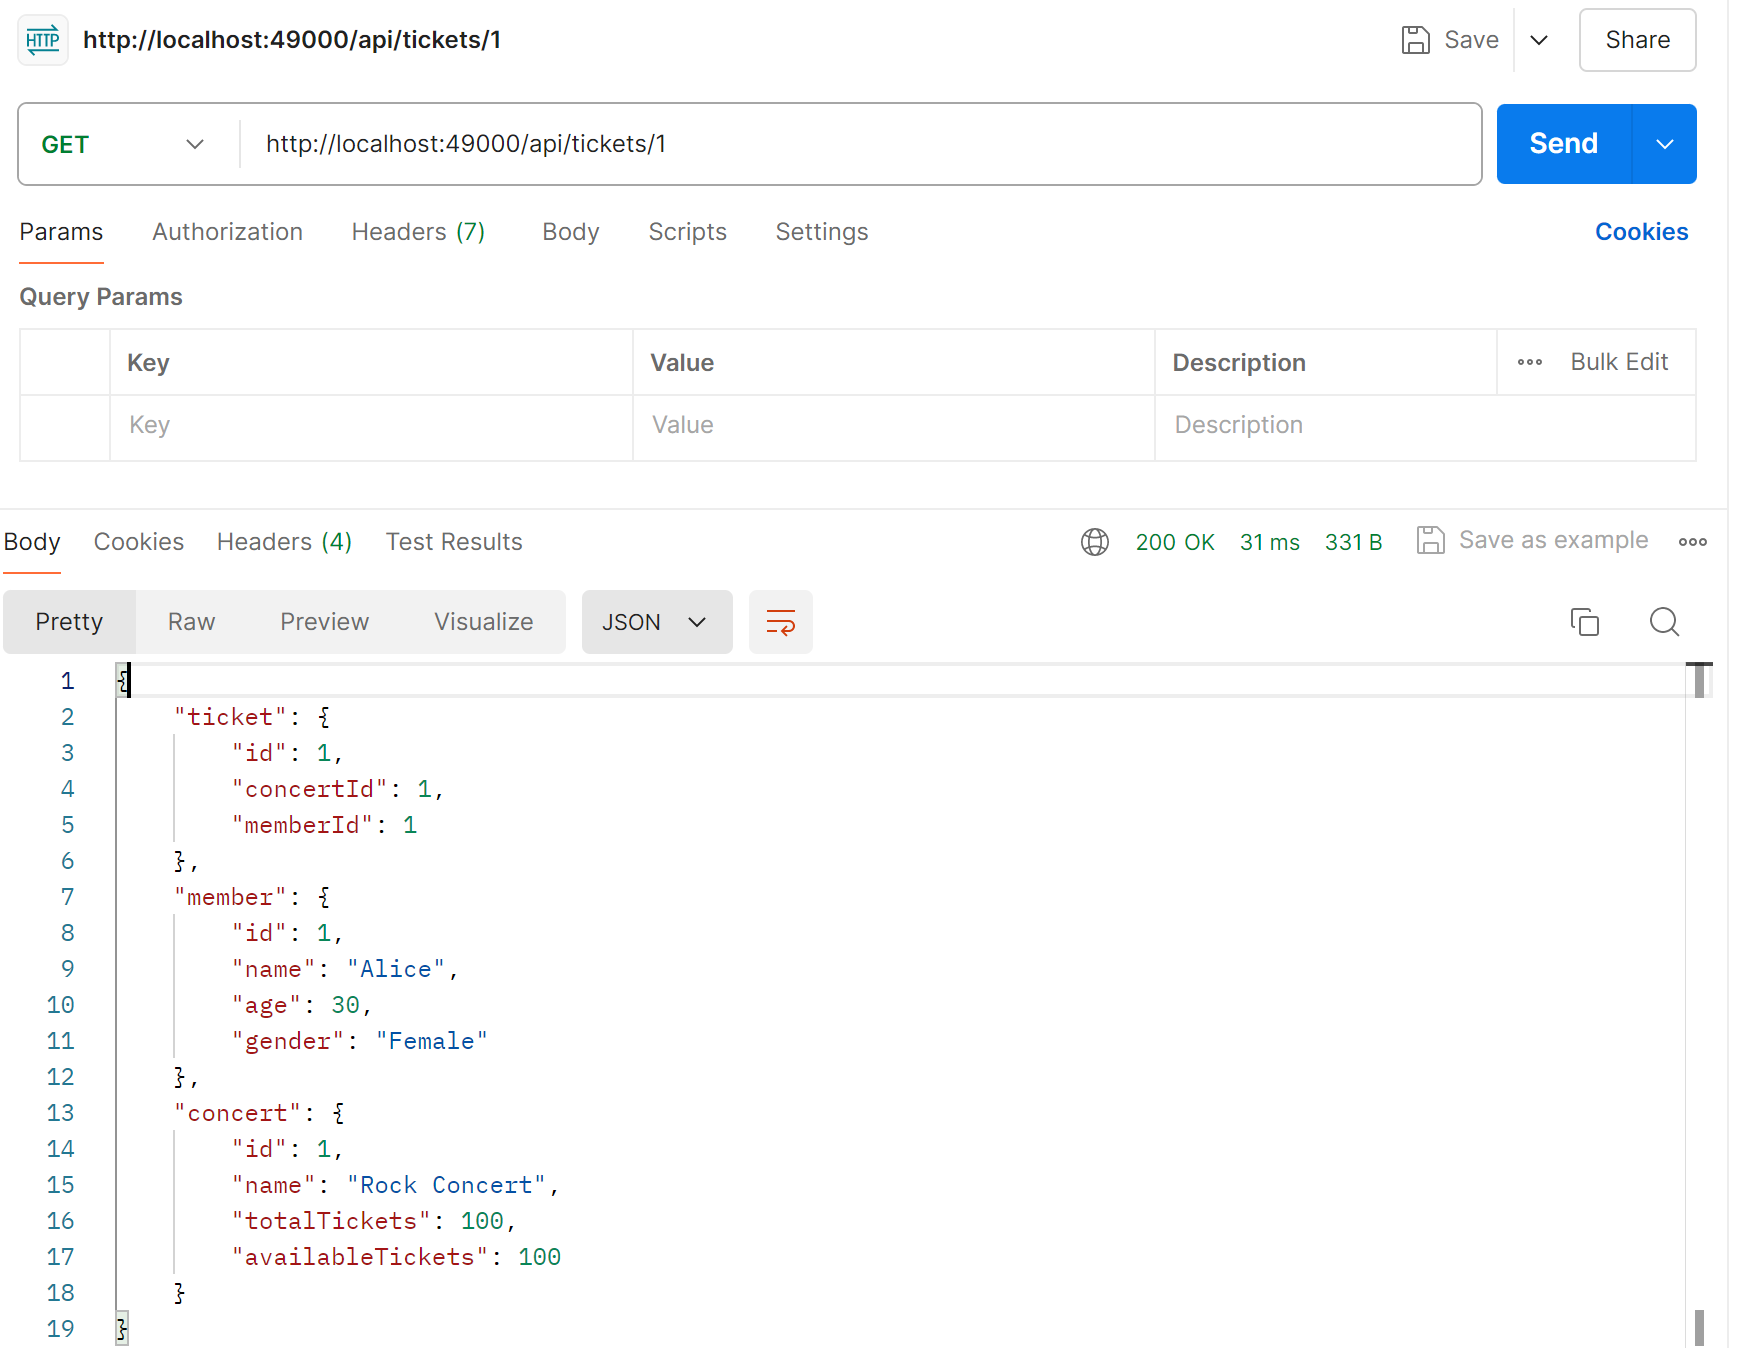 HTTP http://localhost:49000/api/tickets/1 Save Share
GET http://localhost:49000/api/tickets/1 Send
Params Authorization Headers (7) Body Scripts Settings Cookies
Query Params
Key Value Description Bulk Edit
Key Value Description
Body Cookies Headers (4) Test Results 200 OK 31 ms 331 B Save as example
Pretty Raw Preview Visualize JSON
1 {
2 "ticket": {
3 "id": 1,
4 "concertId": 1,
5 "memberId": 1
6 },
7 "member": {
8 "id": 1,
9 "name": "Alice",
10 "age": 30,
11 "gender": "Female"
12 },
13 "concert": {
14 "id": 1,
15 "name": "Rock Concert",
16 "totalTickets": 100,
17 "availableTickets": 100
18 }
19 }